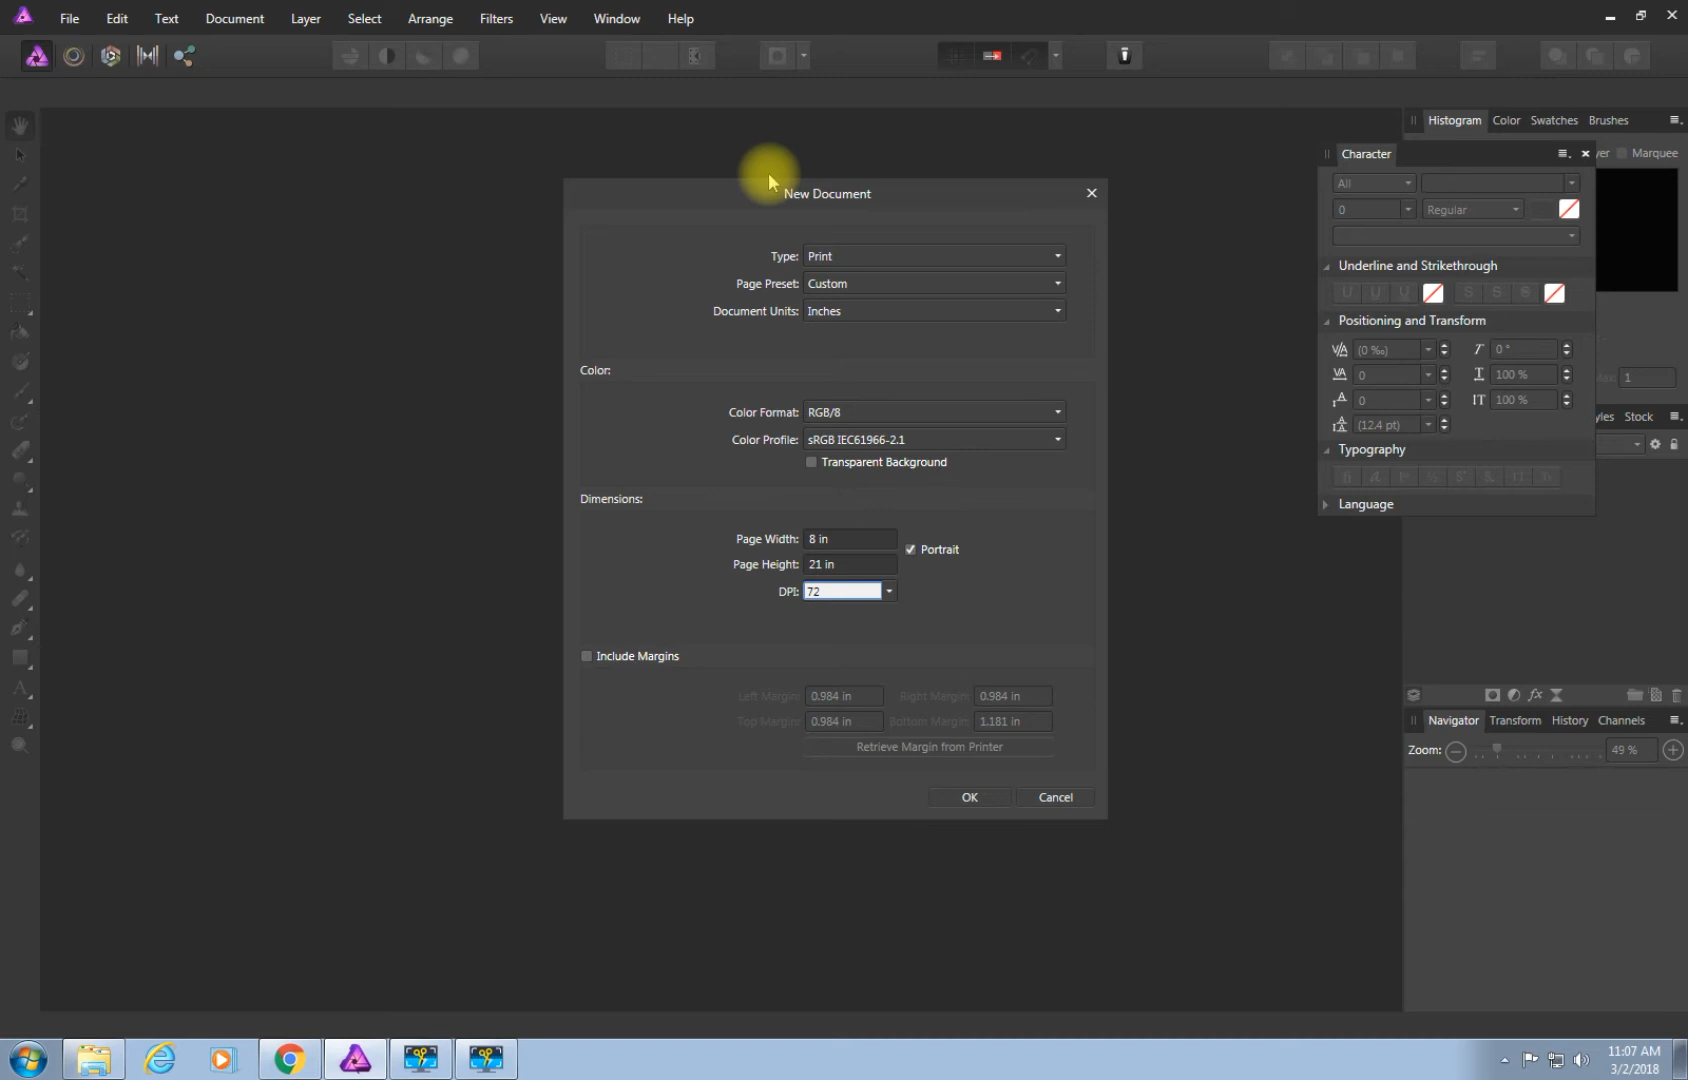 File Edit Text Document Layer Select Arrange Filters View Window Help
New Document
Type: Print
Page Preset: Custom
Document Units: Inches
Color:
Color Format: RGB/8
Color Profile: sRGB IEC61966-2.1
Transparent Background
Dimensions:
Page Width: 8 in
Portrait
Page Height: 21 in
DPI: 72
Include Margins
Left Margin: 0.984 in Right Margin: 0.984 in
Top Margin: 0.984 in Bottom Margin: 1.181 in
Retrieve Margin from Printer
OK Cancel
Histogram Color Swatches Brushes
Character
yer Marquee
All
0 Regular
Underline and Strikethrough
U U U S S S
Positioning and Transform
V/A (0 ‰) T 0 °
VA 0 T 100 %
A 0 IT 100 %
A (12.4 pt)
Typography
Language
Max: 1
yles Stock
fx
Navigator Transform History Channels
Zoom: 49 %
11:07 AM
3/2/2018